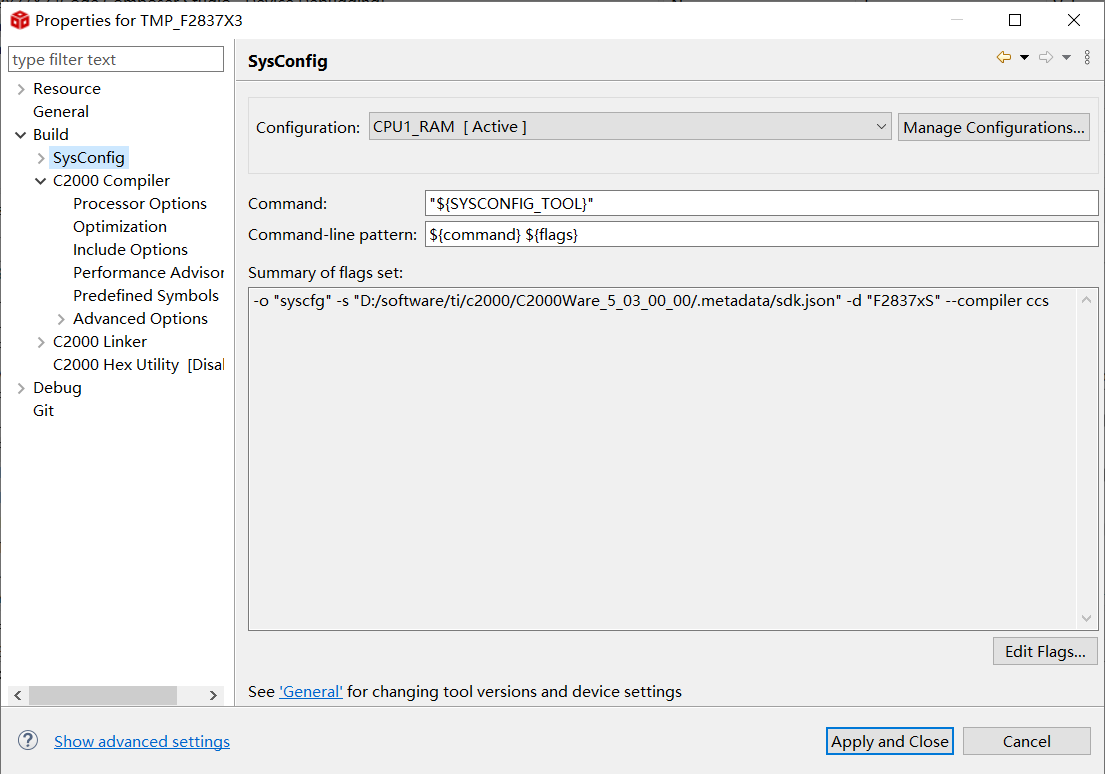 Properties for TMP_F2837X3
type filter text
Resource
General
Build
SysConfig
C2000 Compiler
Processor Options
Optimization
Include Options
Performance Advisor
Predefined Symbols
Advanced Options
C2000 Linker
C2000 Hex Utility [Disal
Debug
Git
SysConfig
Configuration: CPU1_RAM [ Active ] Manage Configurations...
Command: "${SYSCONFIG_TOOL}"
Command-line pattern: ${command} ${flags}
Summary of flags set:
-o "syscfg" -s "D:/software/ti/c2000/C2000Ware_5_03_00_00/.metadata/sdk.json" -d "F2837xS" --compiler ccs
Edit Flags...
See 'General' for changing tool versions and device settings
Show advanced settings
Apply and Close
Cancel